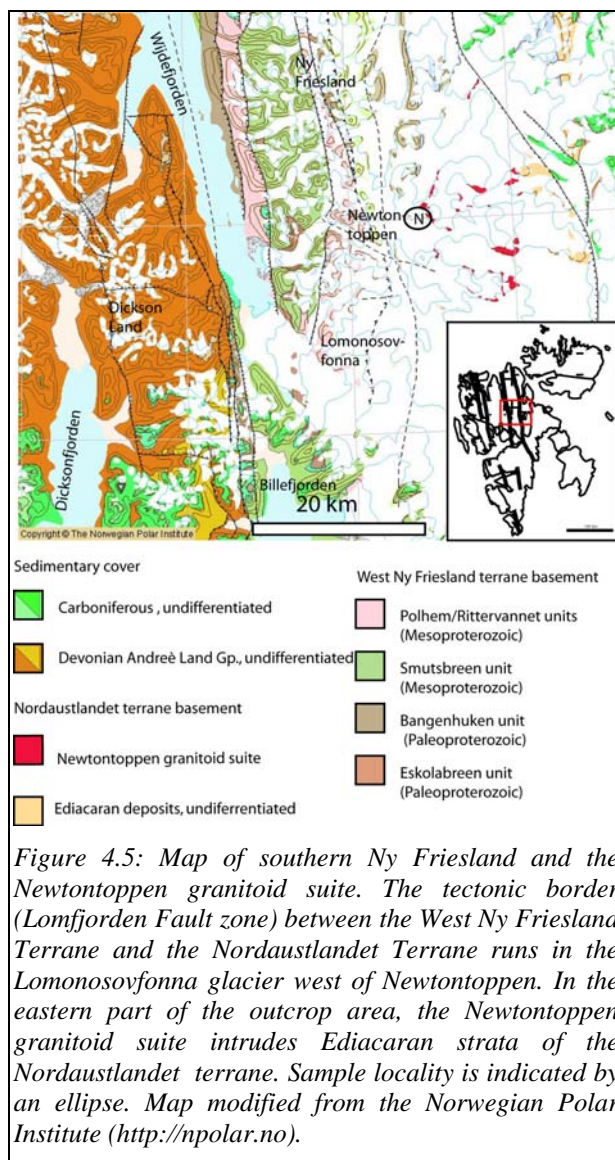 Wijdefjorden
Ny
Friesland
Newton-
toppen
N
Dickson
Land
Lomonosov-
fonna
Dicksonfjorden
Billefjorden
20 km
Copyright © The Norwegian Polar Institute
Sedimentary cover
Carboniferous , undifferentiated
Devonian Andreè Land Gp., undifferentiated
Nordaustlandet terrane basement
Newtontoppen granitoid suite
Ediacaran deposits, undiferrentiated
West Ny Friesland terrane basement
Polhem/Rittervannet units
(Mesoproterozoic)
Smutsbreen unit
(Mesoproterozoic)
Bangenhuken unit
(Paleoproterozoic)
Eskolabreen unit
(Paleoproterozoic)
Figure 4.5: Map of southern Ny Friesland and the
Newtontoppen granitoid suite. The tectonic border
(Lomfjorden Fault zone) between the West Ny Friesland
Terrane and the Nordaustlandet Terrane runs in the
Lomonosovfonna glacier west of Newtontoppen. In the
eastern part of the outcrop area, the Newtontoppen
granitoid suite intrudes Ediacaran strata of the
Nordaustlandet terrane. Sample locality is indicated by
an ellipse. Map modified from the Norwegian Polar
Institute (http://npolar.no).